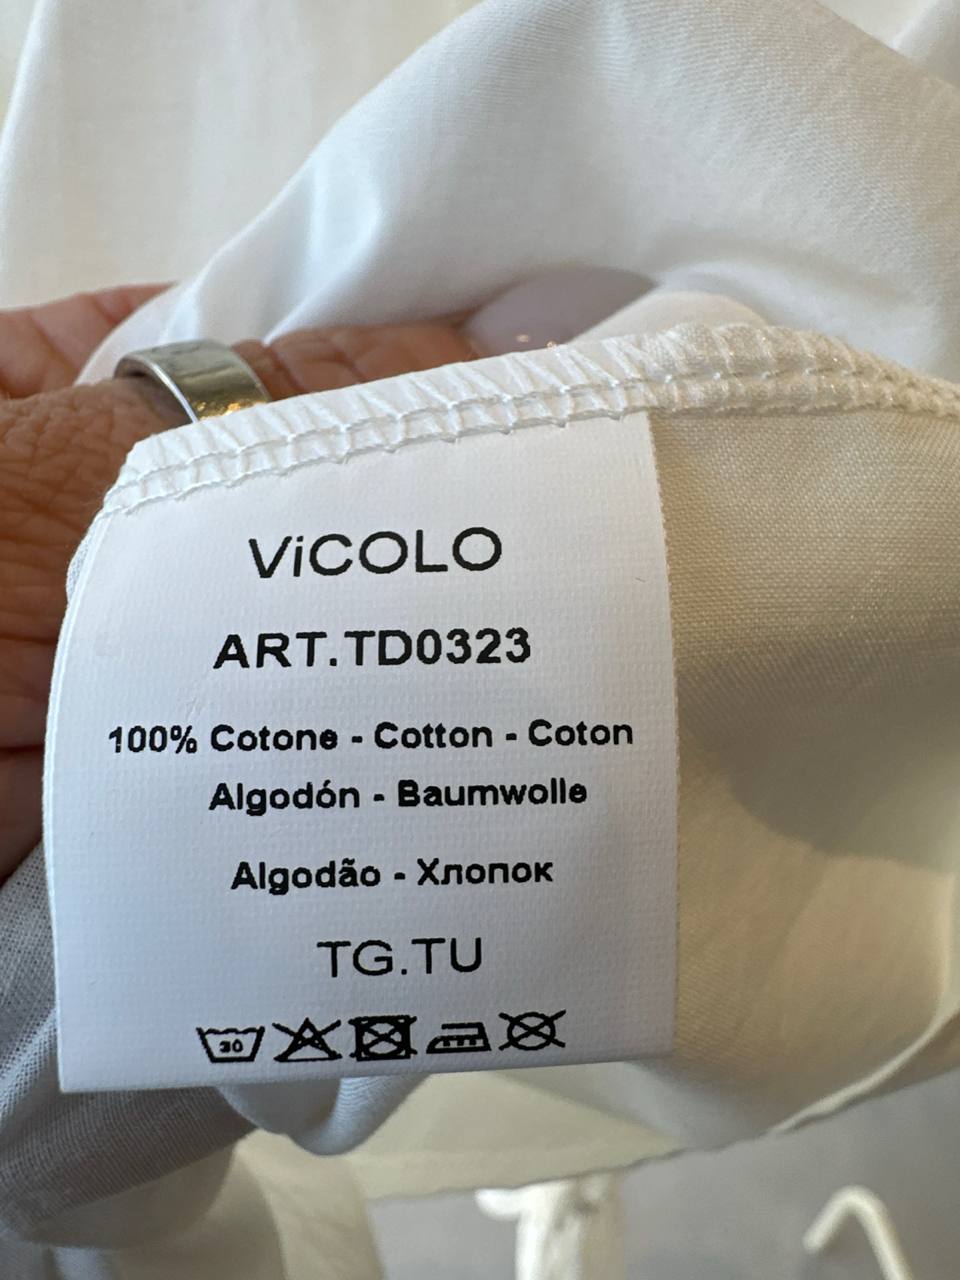 ViCOLO
ART.TD0323
100% Cotone - Cotton - Coton
Algodón - Baumwolle
Algodão - Хлопок
TG.TU
30